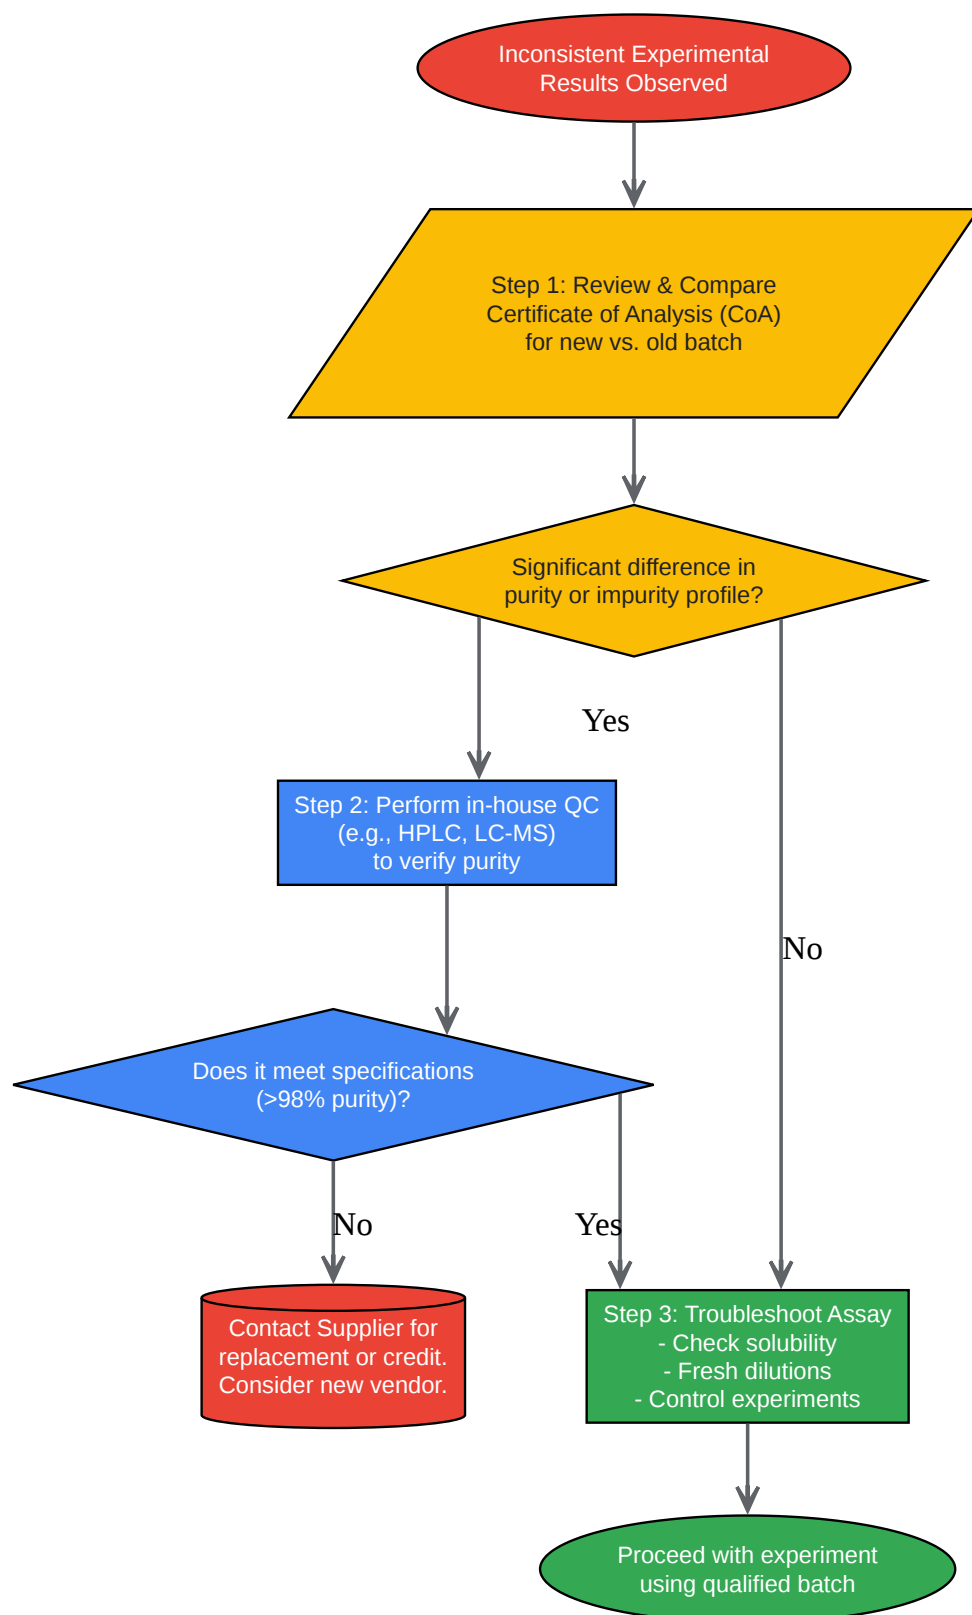 Inconsistent Experimental
Results Observed
Step 1: Review & Compare
Certificate of Analysis (CoA)
for new vs. old batch
Significant difference in
purity or impurity profile?
Yes
Step 2: Perform in-house QC
(e.g., HPLC, LC-MS)
to verify purity
No
Does it meet specifications
(>98% purity)?
No
Yes
Contact Supplier for
replacement or credit.
Consider new vendor.
Step 3: Troubleshoot Assay
- Check solubility
- Fresh dilutions
- Control experiments
Proceed with experiment
using qualified batch